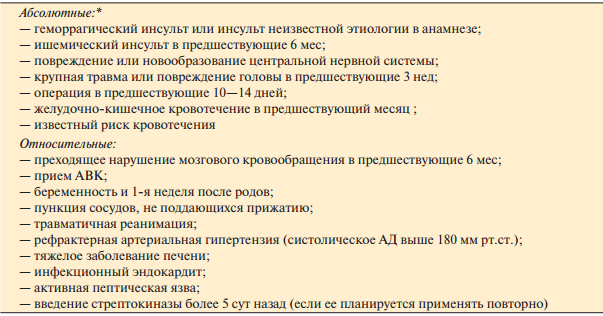 Абсолютные:*
— геморрагический инсульт или инсульт неизвестной этиологии в анамнезе;
— ишемический инсульт в предшествующие 6 мес;
— повреждение или новообразование центральной нервной системы;
— крупная травма или повреждение головы в предшествующие 3 нед;
— операция в предшествующие 10—14 дней;
— желудочно-кишечное кровотечение в предшествующий месяц ;
— известный риск кровотечения
Относительные:
— преходящее нарушение мозгового кровообращения в предшествующие 6 мес;
— прием АВК;
— беременность и 1-я неделя после родов;
— пункция сосудов, не поддающихся прижатию;
— травматичная реанимация;
— рефрактерная артериальная гипертензия (систолическое АД выше 180 мм рт.ст.);
— тяжелое заболевание печени;
— инфекционный эндокардит;
— активная пептическая язва;
— введение стрептокиназы более 5 сут назад (если ее планируется применять повторно)